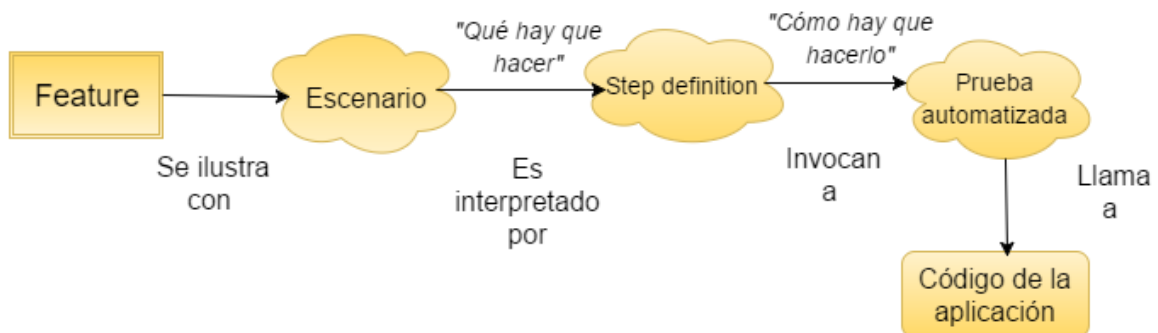 "Qué hay que
hacer"
"Cómo hay que
hacerlo"
Feature
Escenario
Step definition
Prueba
automatizada
Se ilustra
con
Es
interpretado
por
Invocan
a
Llama
a
Código de la
aplicación